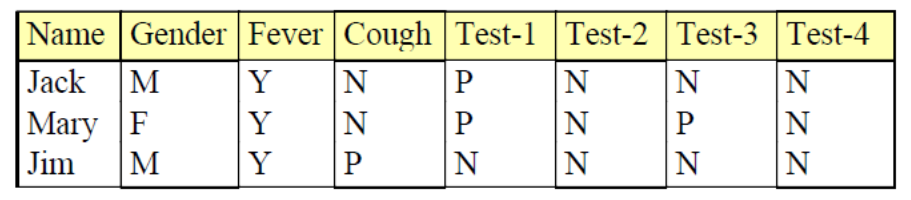 Name Gender Fever Cough Test-1 Test-2 Test-3 Test-4
Jack M Y N P N N N
Mary F Y N P N P N
Jim M Y P N N N N